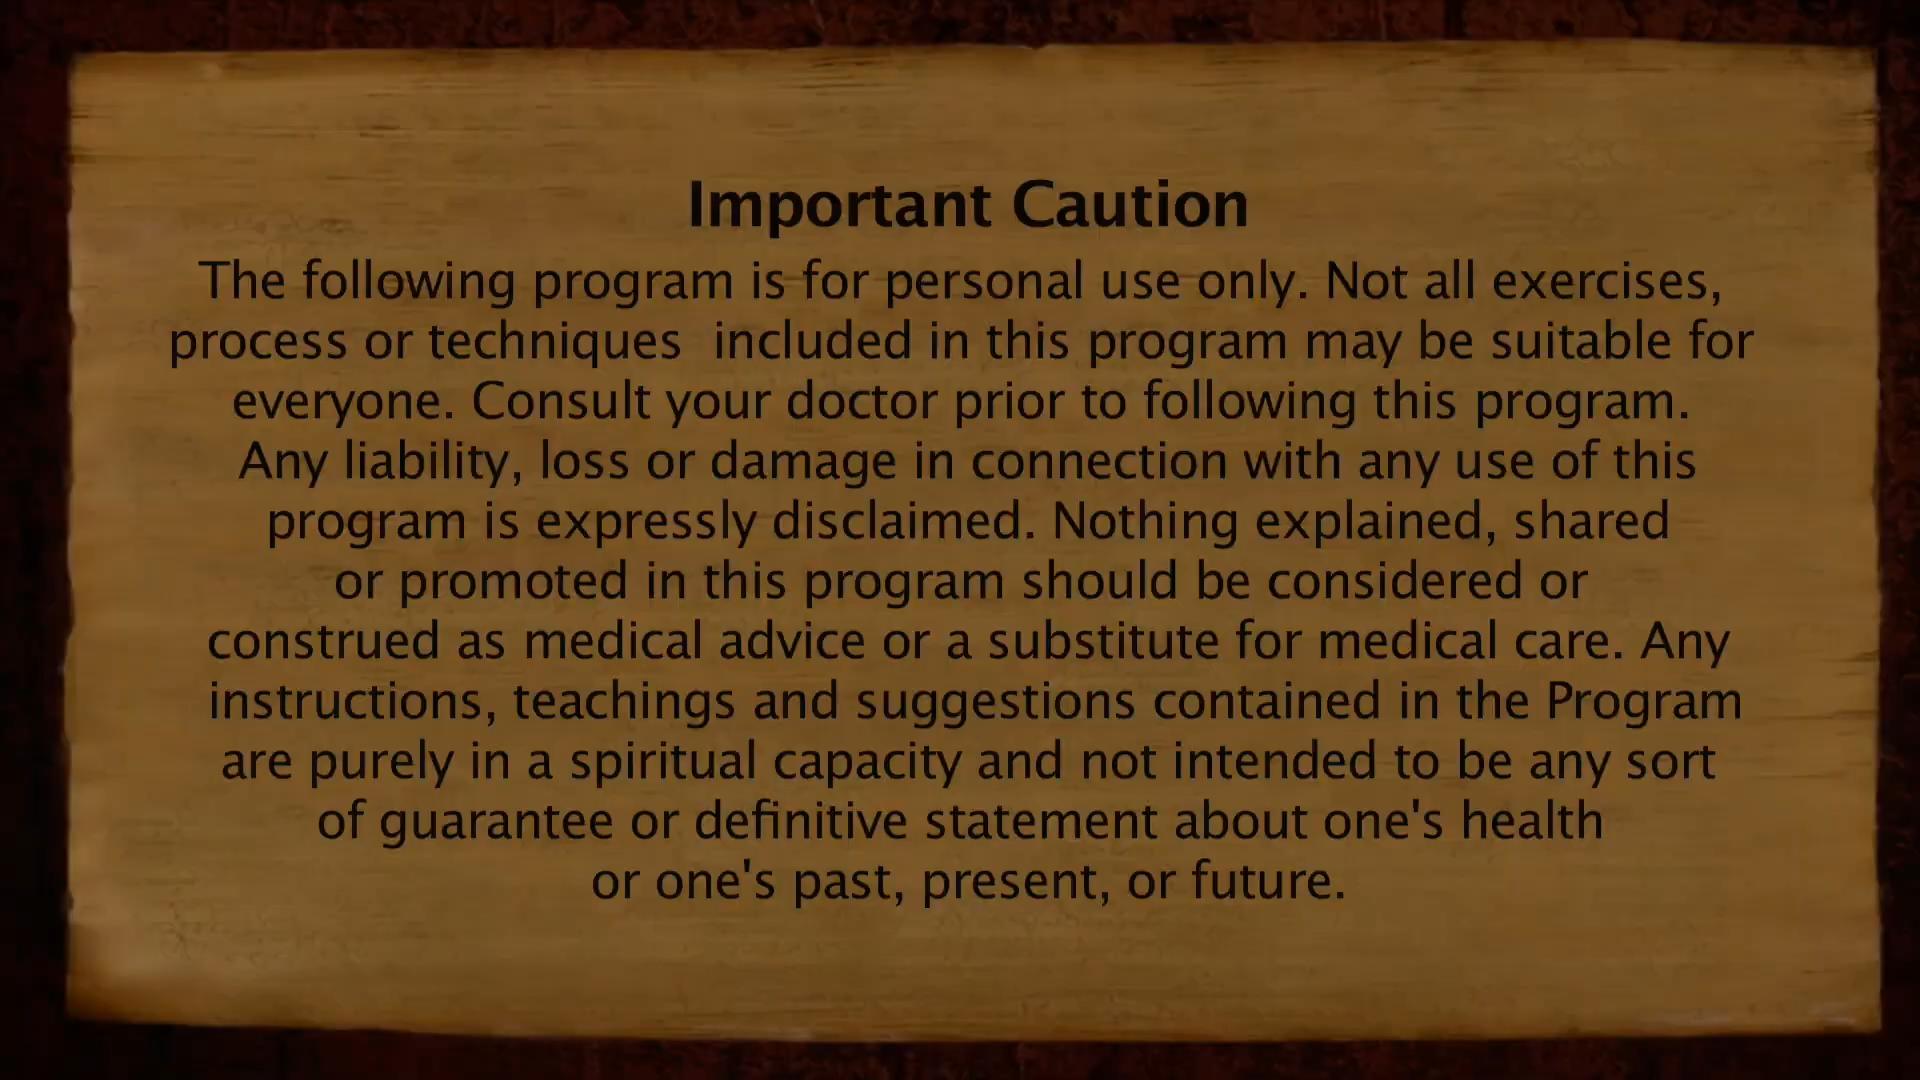 Important Caution
The following program is for personal use only. Not all exercises,
process or techniques  included in this program may be suitable for
everyone. Consult your doctor prior to following this program.
Any liability, loss or damage in connection with any use of this
program is expressly disclaimed. Nothing explained, shared
or promoted in this program should be considered or
construed as medical advice or a substitute for medical care. Any
instructions, teachings and suggestions contained in the Program
are purely in a spiritual capacity and not intended to be any sort
of guarantee or definitive statement about one's health
or one's past, present, or future.